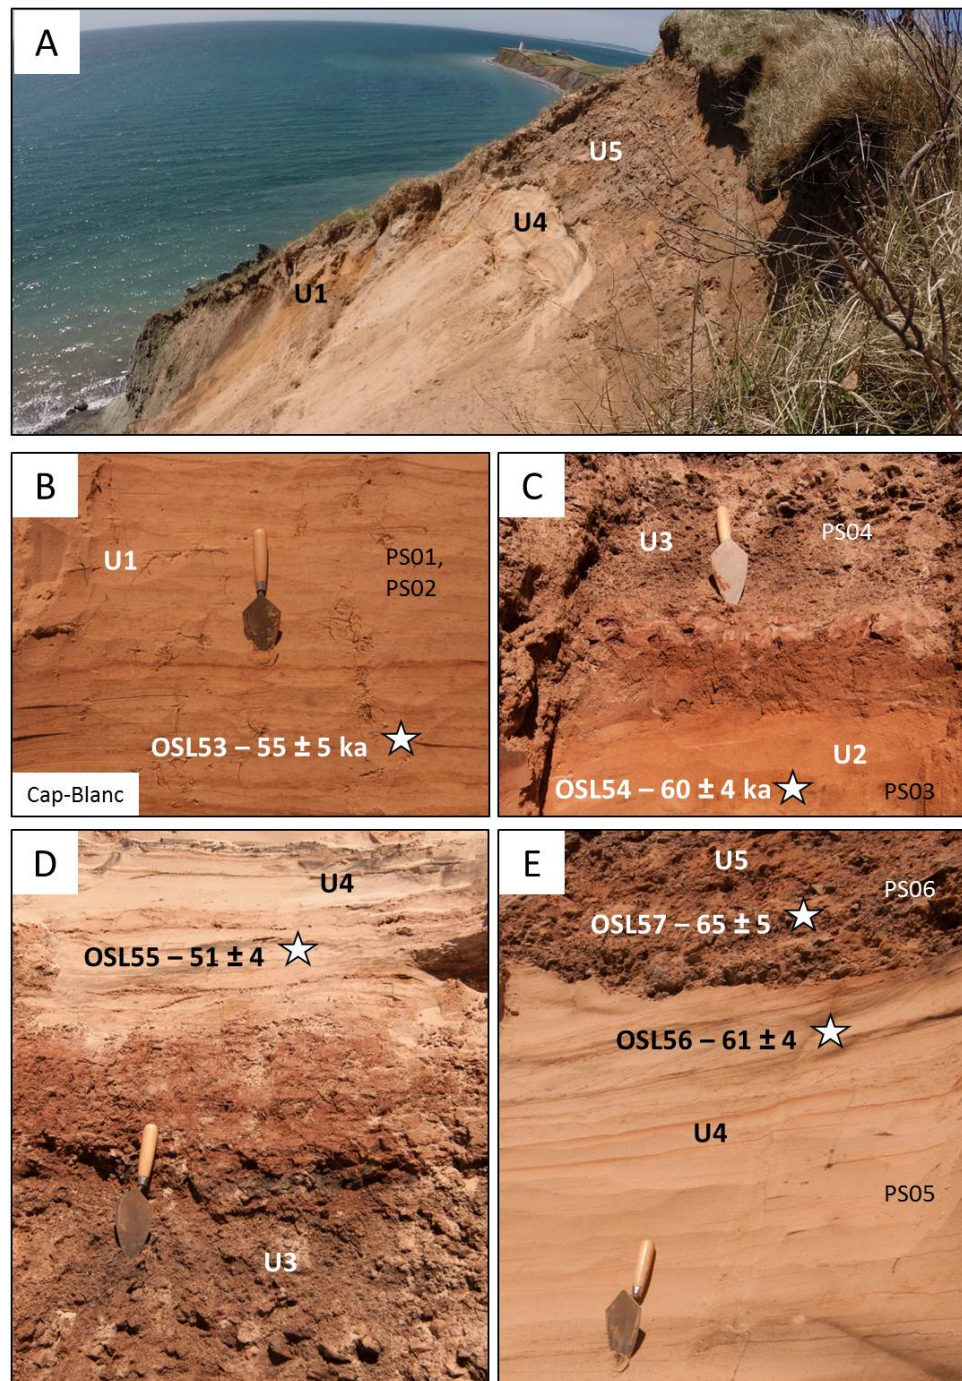 A
U5
U4
U1
B
U1
PS01,
PS02
OSL53 – 55 ± 5 ka
Cap-Blanc
C
U3
PS04
U2
OSL54 – 60 ± 4 ka
PS03
D
U4
OSL55 – 51 ± 4
U3
E
U5
PS06
OSL57 – 65 ± 5
OSL56 – 61 ± 4
U4
PS05